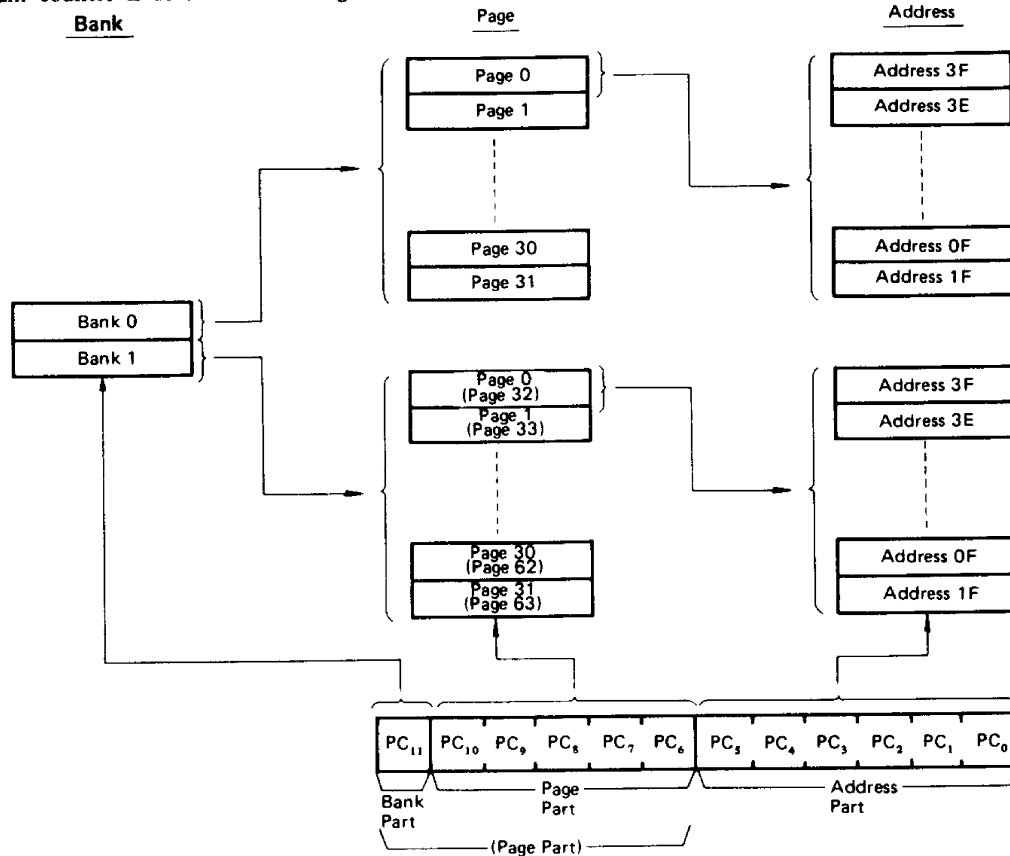 Bank
Page
Address
Page 0
Page 1
Page 30
Page 31
Address 3F
Address 3E
Address 0F
Address 1F
Bank 0
Bank 1
Page 0
(Page 32)
Page 1
(Page 33)
Page 30
(Page 62)
Page 31
(Page 63)
Address 3F
Address 3E
Address 0F
Address 1F
PC₁₁ PC₁₀ PC₉ PC₈ PC₇ PC₆ PC₅ PC₄ PC₃ PC₂ PC₁ PC₀
Bank
Part
Page
Part
Address
Part
(Page Part)